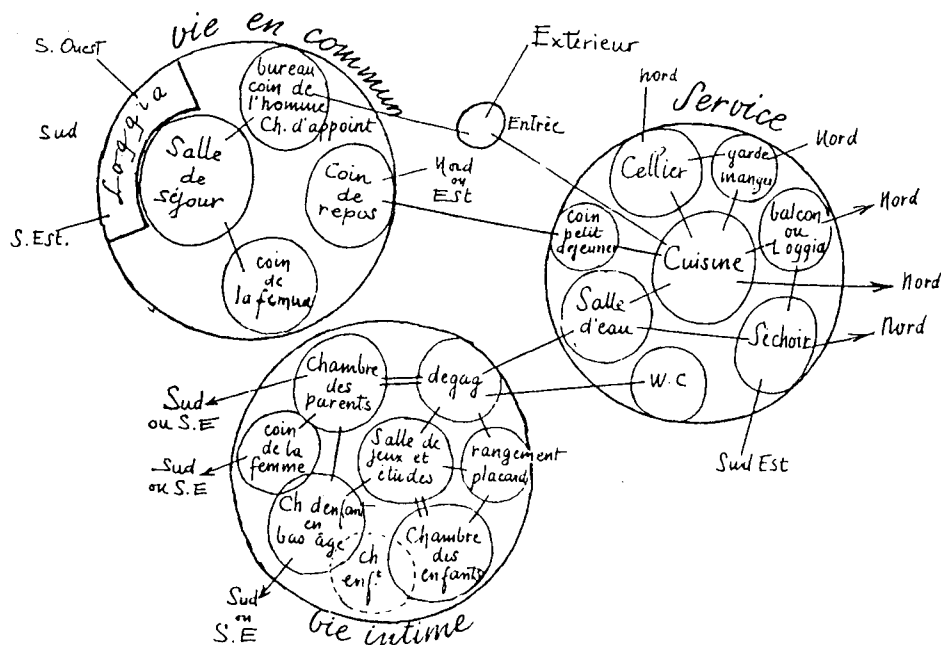 vie en commun
S. Ouest
Sud
S. Est.
Loggia
bureau
coin de
l'homme
Ch. d'appoint
Salle
de
séjour
Coin
de
repos
coin
de
la femme
Nord
ou
Est
Extérieur
Entrée
Service
nord
Nord
Cellier
garde
manger
coin
petit
dejeuner
Cuisine
balcon
ou
Loggia
Nord
Nord
Salle
d'eau
Séchoir
Nord
W.C
Sud Est
Chambre
des
parents
degag
Sud
ou S.E
coin
de la
femme
Sud
ou S.E
Salle de
jeux et
études
rangement
placard
Ch d'enfant
en
bas âge
Ch
enft
Chambre
des
enfants
Sud
ou
S.E
Vie intime